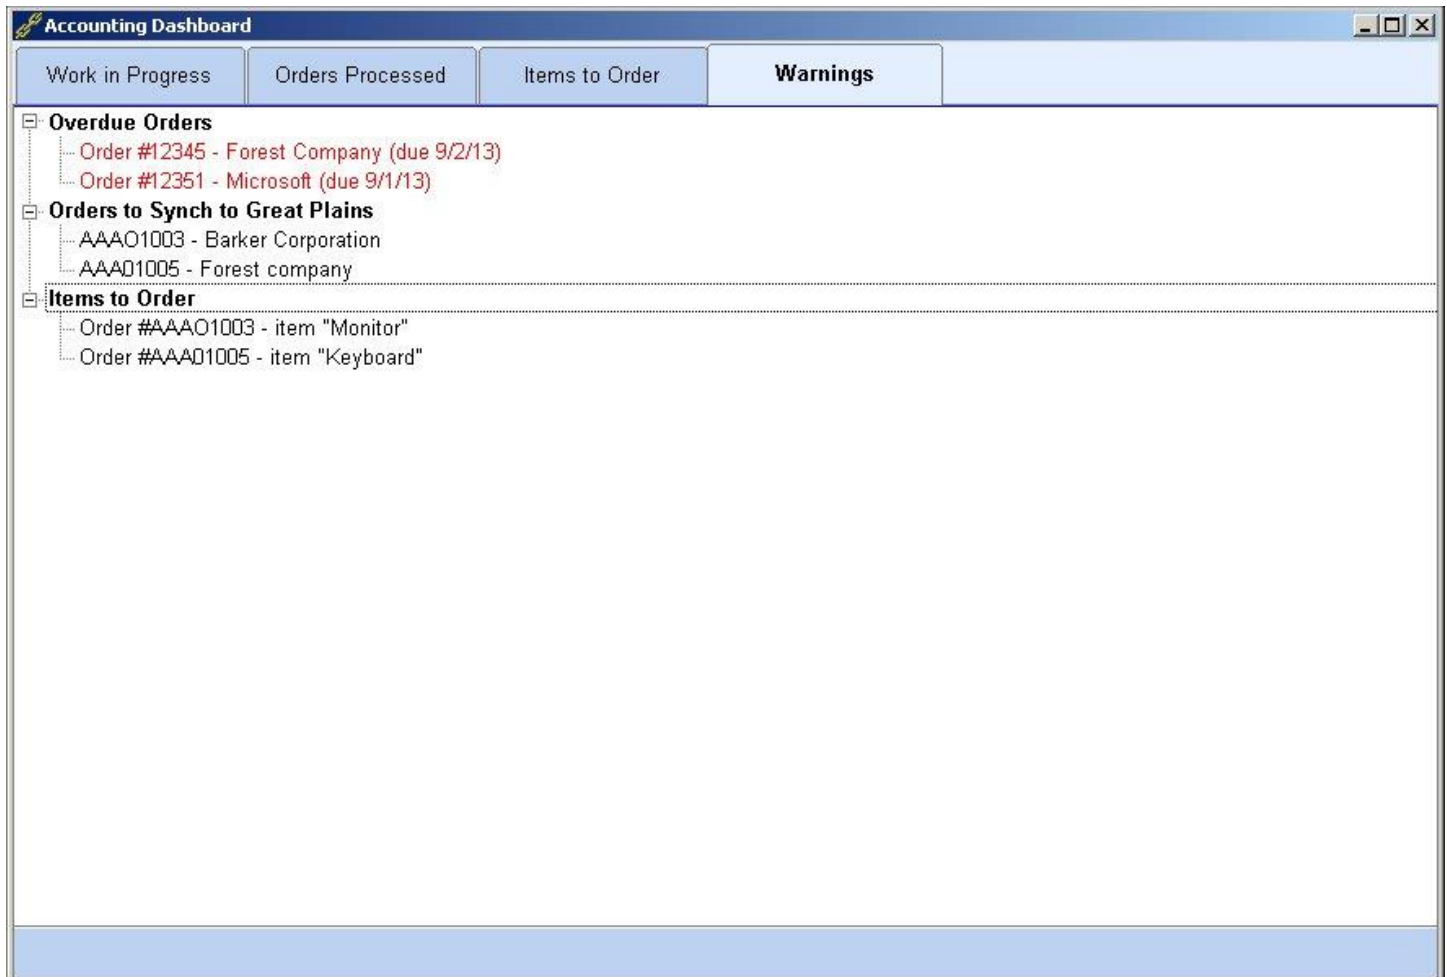 Accounting Dashboard
Work in Progress
Orders Processed
Items to Order
Warnings
Overdue Orders
Order #12345 - Forest Company (due 9/2/13)
Order #12351 - Microsoft (due 9/1/13)
Orders to Synch to Great Plains
AAAO1003 - Barker Corporation
AAA01005 - Forest company
Items to Order
Order #AAAO1003 - item "Monitor"
Order #AAA01005 - item "Keyboard"